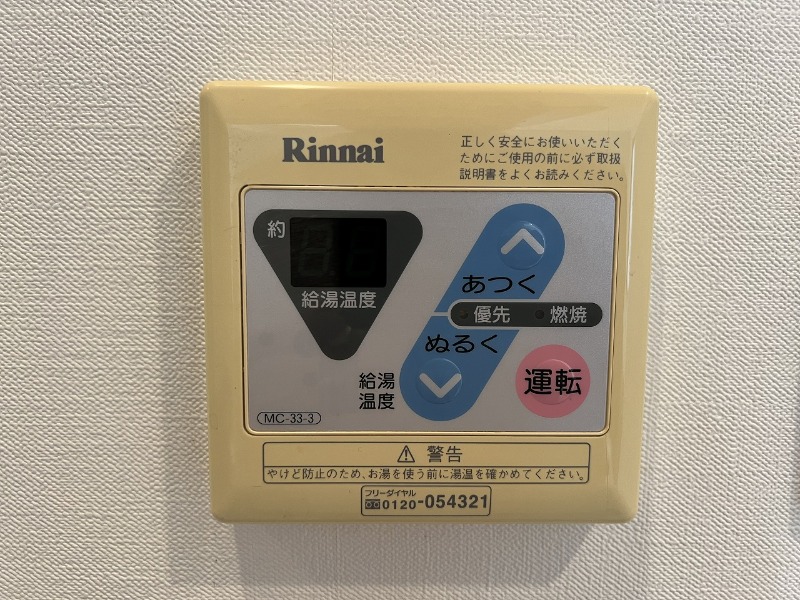 Rinnai
正しく安全にお使いいただく
ためにご使用の前に必ず取扱
説明書をよくお読みください。
約
給湯温度
あつく
優先
燃焼
ぬるく
給湯
温度
運転
MC-33-3
警告
やけど防止のため、お湯を使う前に湯温を確かめてください。
フリーダイヤル
0120-054321